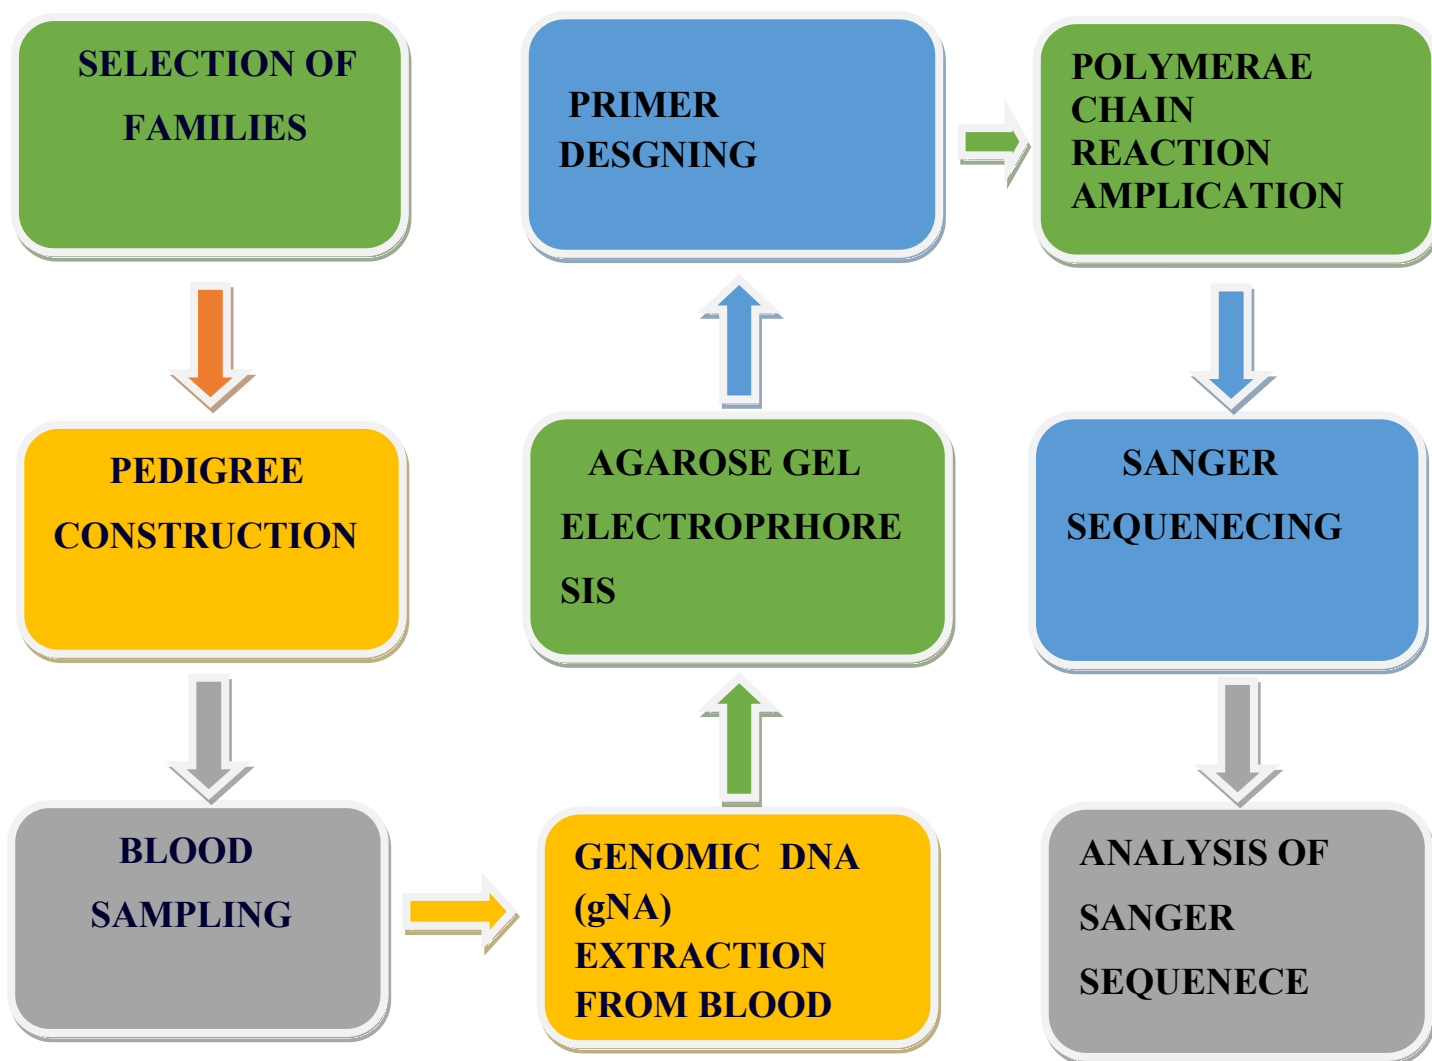 SELECTION OF
FAMILIES
PEDIGREE
CONSTRUCTION
BLOOD
SAMPLING
GENOMIC DNA
(gNA)
EXTRACTION
FROM BLOOD
AGAROSE GEL
ELECTROPRHORE
SIS
PRIMER
DESGNING
POLYMERAE
CHAIN
REACTION
AMPLICATION
SANGER
SEQUENECING
ANALYSIS OF
SANGER
SEQUENECE